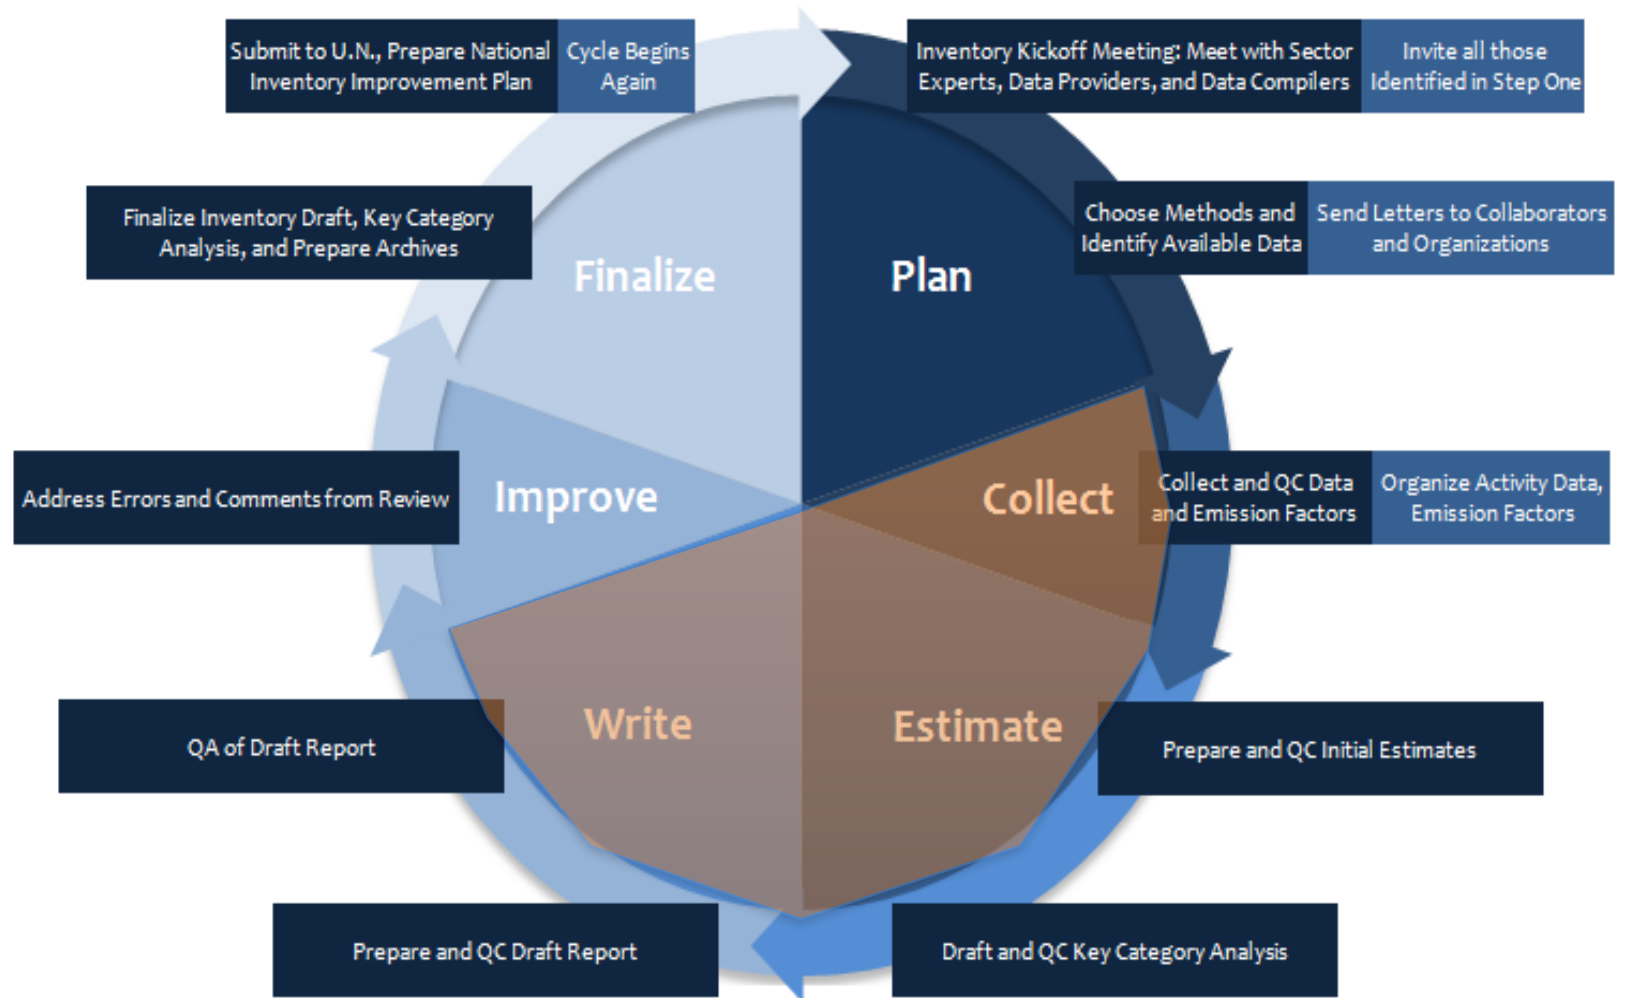 Submit to U.N., Prepare National
Inventory Improvement Plan
Cycle Begins
Again
Inventory Kickoff Meeting: Meet with Sector
Experts, Data Providers, and Data Compilers
Invite all those
Identified in Step One
Finalize Inventory Draft, Key Category
Analysis, and Prepare Archives
Choose Methods and
Identify Available Data
Send Letters to Collaborators
and Organizations
Finalize
Plan
Address Errors and Comments from Review
Improve
Collect
Collect and QC Data
and Emission Factors
Organize Activity Data,
Emission Factors
Write
Estimate
QA of Draft Report
Prepare and QC Initial Estimates
Prepare and QC Draft Report
Draft and QC Key Category Analysis